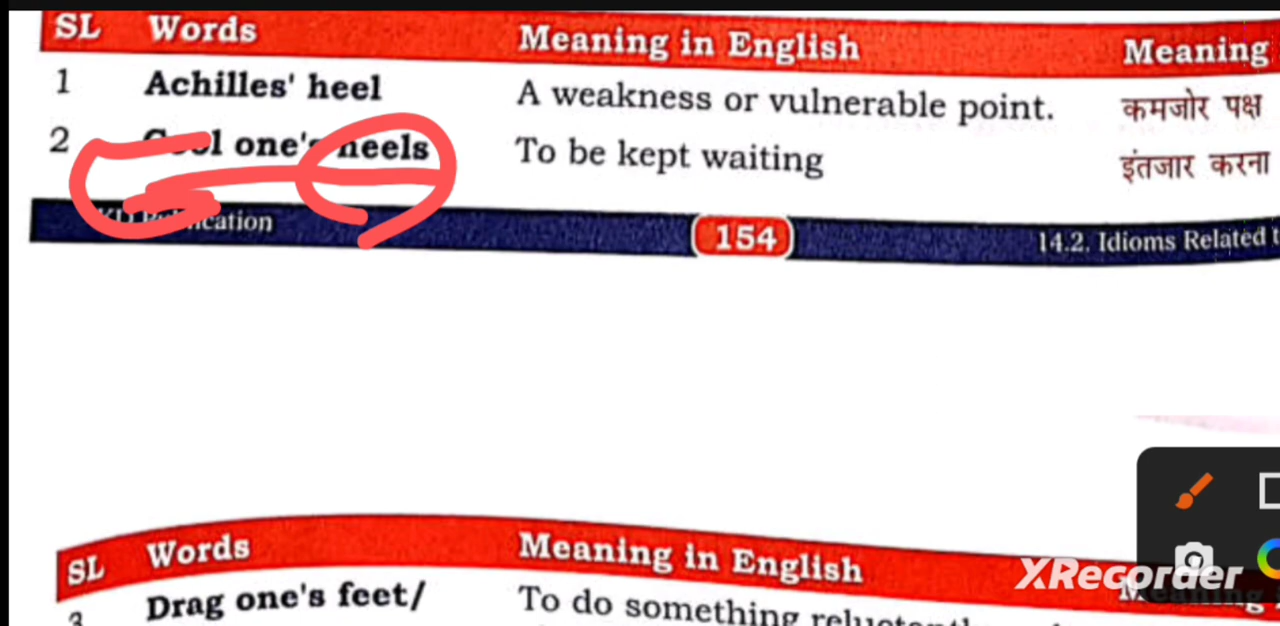 SL Words Meaning in English Meaning
1 Achilles' heel A weakness or vulnerable point. कमजोर पक्ष
2 one's heels To be kept waiting इंतजार करना
154 14.2. Idioms Related
SL Words Meaning in English
3 Drag one's feet/ To do something
XRecorder